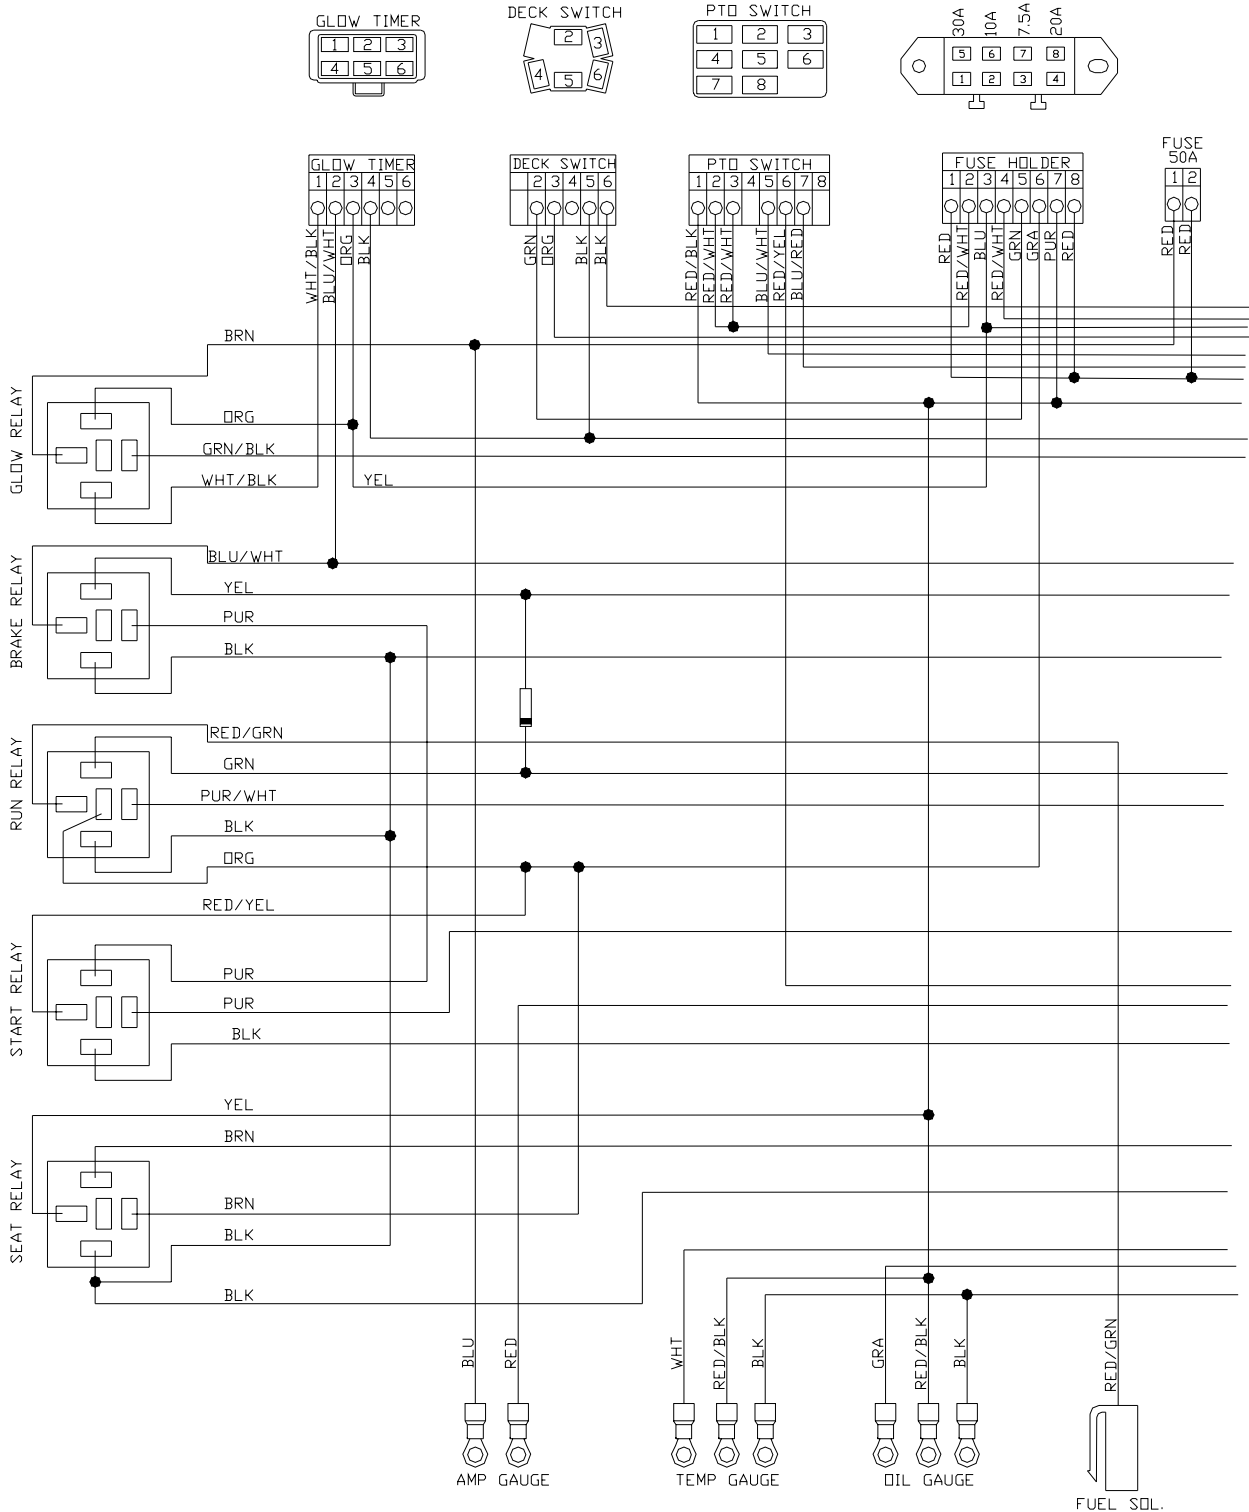 GLOW TIMER
1 2 3
4 5 6
DECK SWITCH
2 3
4 5 6
PTO SWITCH
1 2 3
4 5 6
7 8
30A 10A 7.5A 20A
5 6 7 8
1 2 3 4
GLOW TIMER
1 2 3 4 5 6
WHT/BLK
BLU/WHT
ORG
BLK
DECK SWITCH
2 3 4 5 6
GRN
ORG
BLK
BLK
PTO SWITCH
1 2 3 4 5 6 7 8
RED/BLK
RED/WHT
RED/WHT
BLU/WHT
RED/YEL
BLU/RED
FUSE HOLDER
1 2 3 4 5 6 7 8
RED
RED/WHT
BLU
RED/WHT
GRN
GRA
PUR
RED
FUSE
50A
1 2
RED
RED
GLOW RELAY
BRN
ORG
GRN/BLK
WHT/BLK
YEL
BRAKE RELAY
BLU/WHT
YEL
PUR
BLK
RUN RELAY
RED/GRN
GRN
PUR/WHT
BLK
ORG
START RELAY
RED/YEL
PUR
PUR
BLK
SEAT RELAY
YEL
BRN
BRN
BLK
BLK
BLU
RED
AMP GAUGE
WHT
RED/BLK
BLK
TEMP GAUGE
GRA
RED/BLK
BLK
OIL GAUGE
RED/GRN
FUEL SOL.